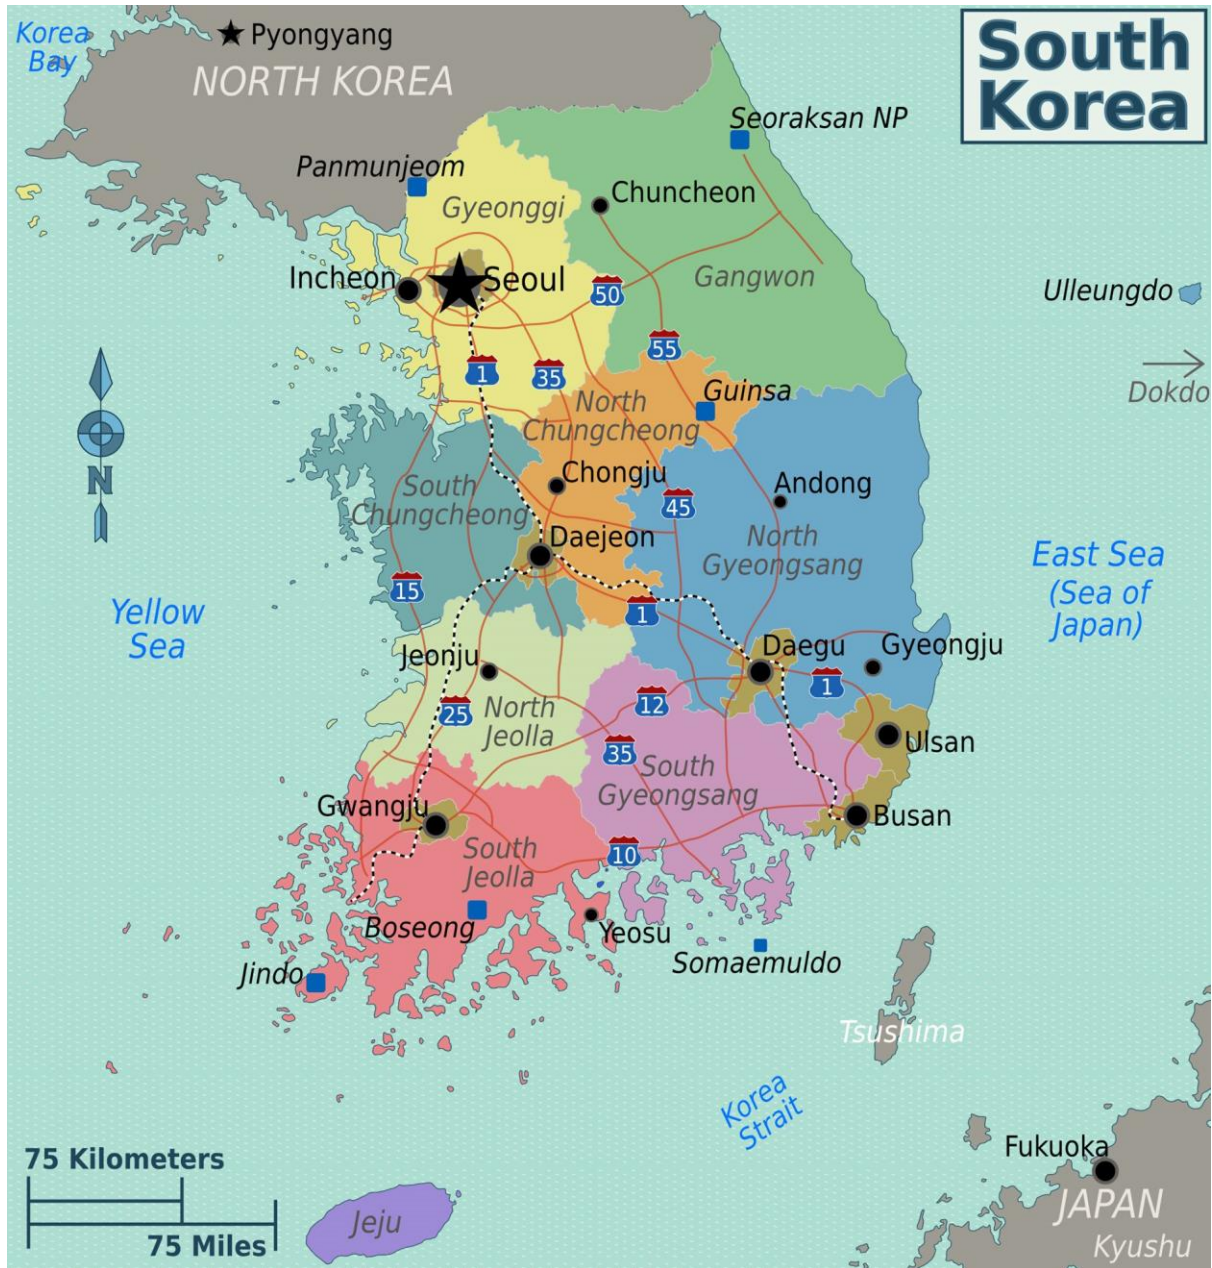 South
Korea
Korea
Bay
Pyongyang
NORTH KOREA
Seoraksan NP
Panmunjeom
Chuncheon
Gyeonggi
Gangwon
Incheon
Seoul
50
Ulleungdo
55
1
35
Dokdo
Guinsa
North
Chungcheong
N
Chongju
Andong
South
Chungcheong
45
Daejeon
North
Gyeongsang
East Sea
(Sea of
Japan)
15
1
Yellow
Sea
Jeonju
Daegu
Gyeongju
1
12
25
North
Jeolla
35
Ulsan
South
Gyeongsang
Gwangju
Busan
10
South
Jeolla
Boseong
Yeosu
Somaemuldo
Jindo
Tsushima
Korea
Strait
Fukuoka
75 Kilometers
75 Miles
Jeju
JAPAN
Kyushu